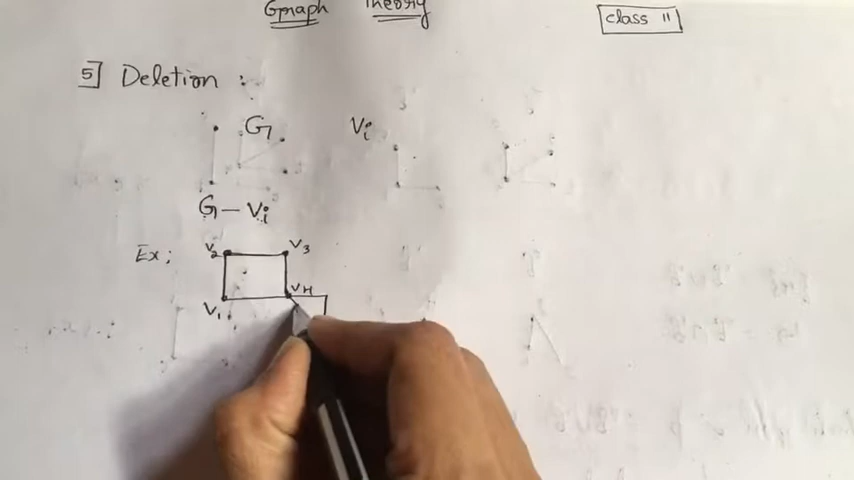 Graph Theory
class 11
5] Deletion :
G Vi
G - Vi
Ex; V2 V3
V1 V4